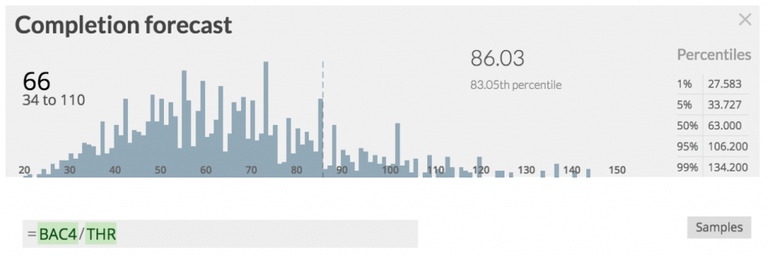 Completion forecast
66
34 to 110
86.03
83.05th percentile
Percentiles
1% 27.583
5% 33.727
50% 63.000
95% 106.200
99% 134.200
20 30 40 50 60 70 80 90 100 110 120 130 140 150
=BAC4/THR
Samples